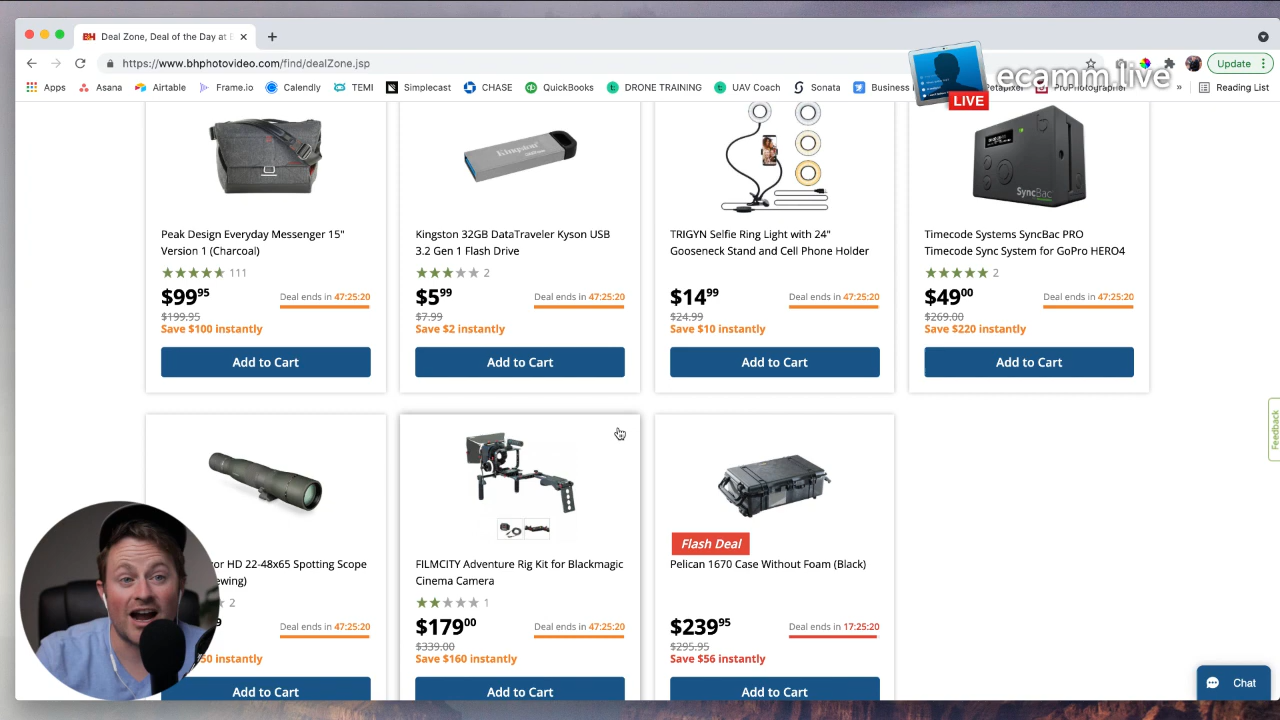 Deal Zone, Deal of the Day at
https://www.bhphotovideo.com/find/dealZone.jsp
Update
Apps
Asana
Airtable
Frame.io
Calendly
TEMI
Simplecast
CHASE
QuickBooks
DRONE TRAINING
UAV Coach
Sonata
Business
Petapixel
ProPhotographer
Reading List
ecamm.live
LIVE
Kingston
SyncBac
Peak Design Everyday Messenger 15"
Version 1 (Charcoal)
111
$99 95
Deal ends in 47:25:20
$199.95
Save $100 instantly
Add to Cart
Kingston 32GB DataTraveler Kyson USB
3.2 Gen 1 Flash Drive
2
$5 99
Deal ends in 47:25:20
$7.99
Save $2 instantly
Add to Cart
TRIGYN Selfie Ring Light with 24"
Gooseneck Stand and Cell Phone Holder
$14 99
Deal ends in 47:25:20
$24.99
Save $10 instantly
Add to Cart
Timecode Systems SyncBac PRO
Timecode Sync System for GoPro HERO4
2
$49 00
Deal ends in 47:25:20
$269.00
Save $220 instantly
Add to Cart
Feedback
or HD 22-48x65 Spotting Scope
ewing)
2
9
Deal ends in 47:25:20
50 instantly
Add to Cart
FILMCITY Adventure Rig Kit for Blackmagic
Cinema Camera
1
$179 00
Deal ends in 47:25:20
$339.00
Save $160 instantly
Add to Cart
Flash Deal
Pelican 1670 Case Without Foam (Black)
$239 95
Deal ends in 17:25:20
$295.95
Save $56 instantly
Add to Cart
Chat